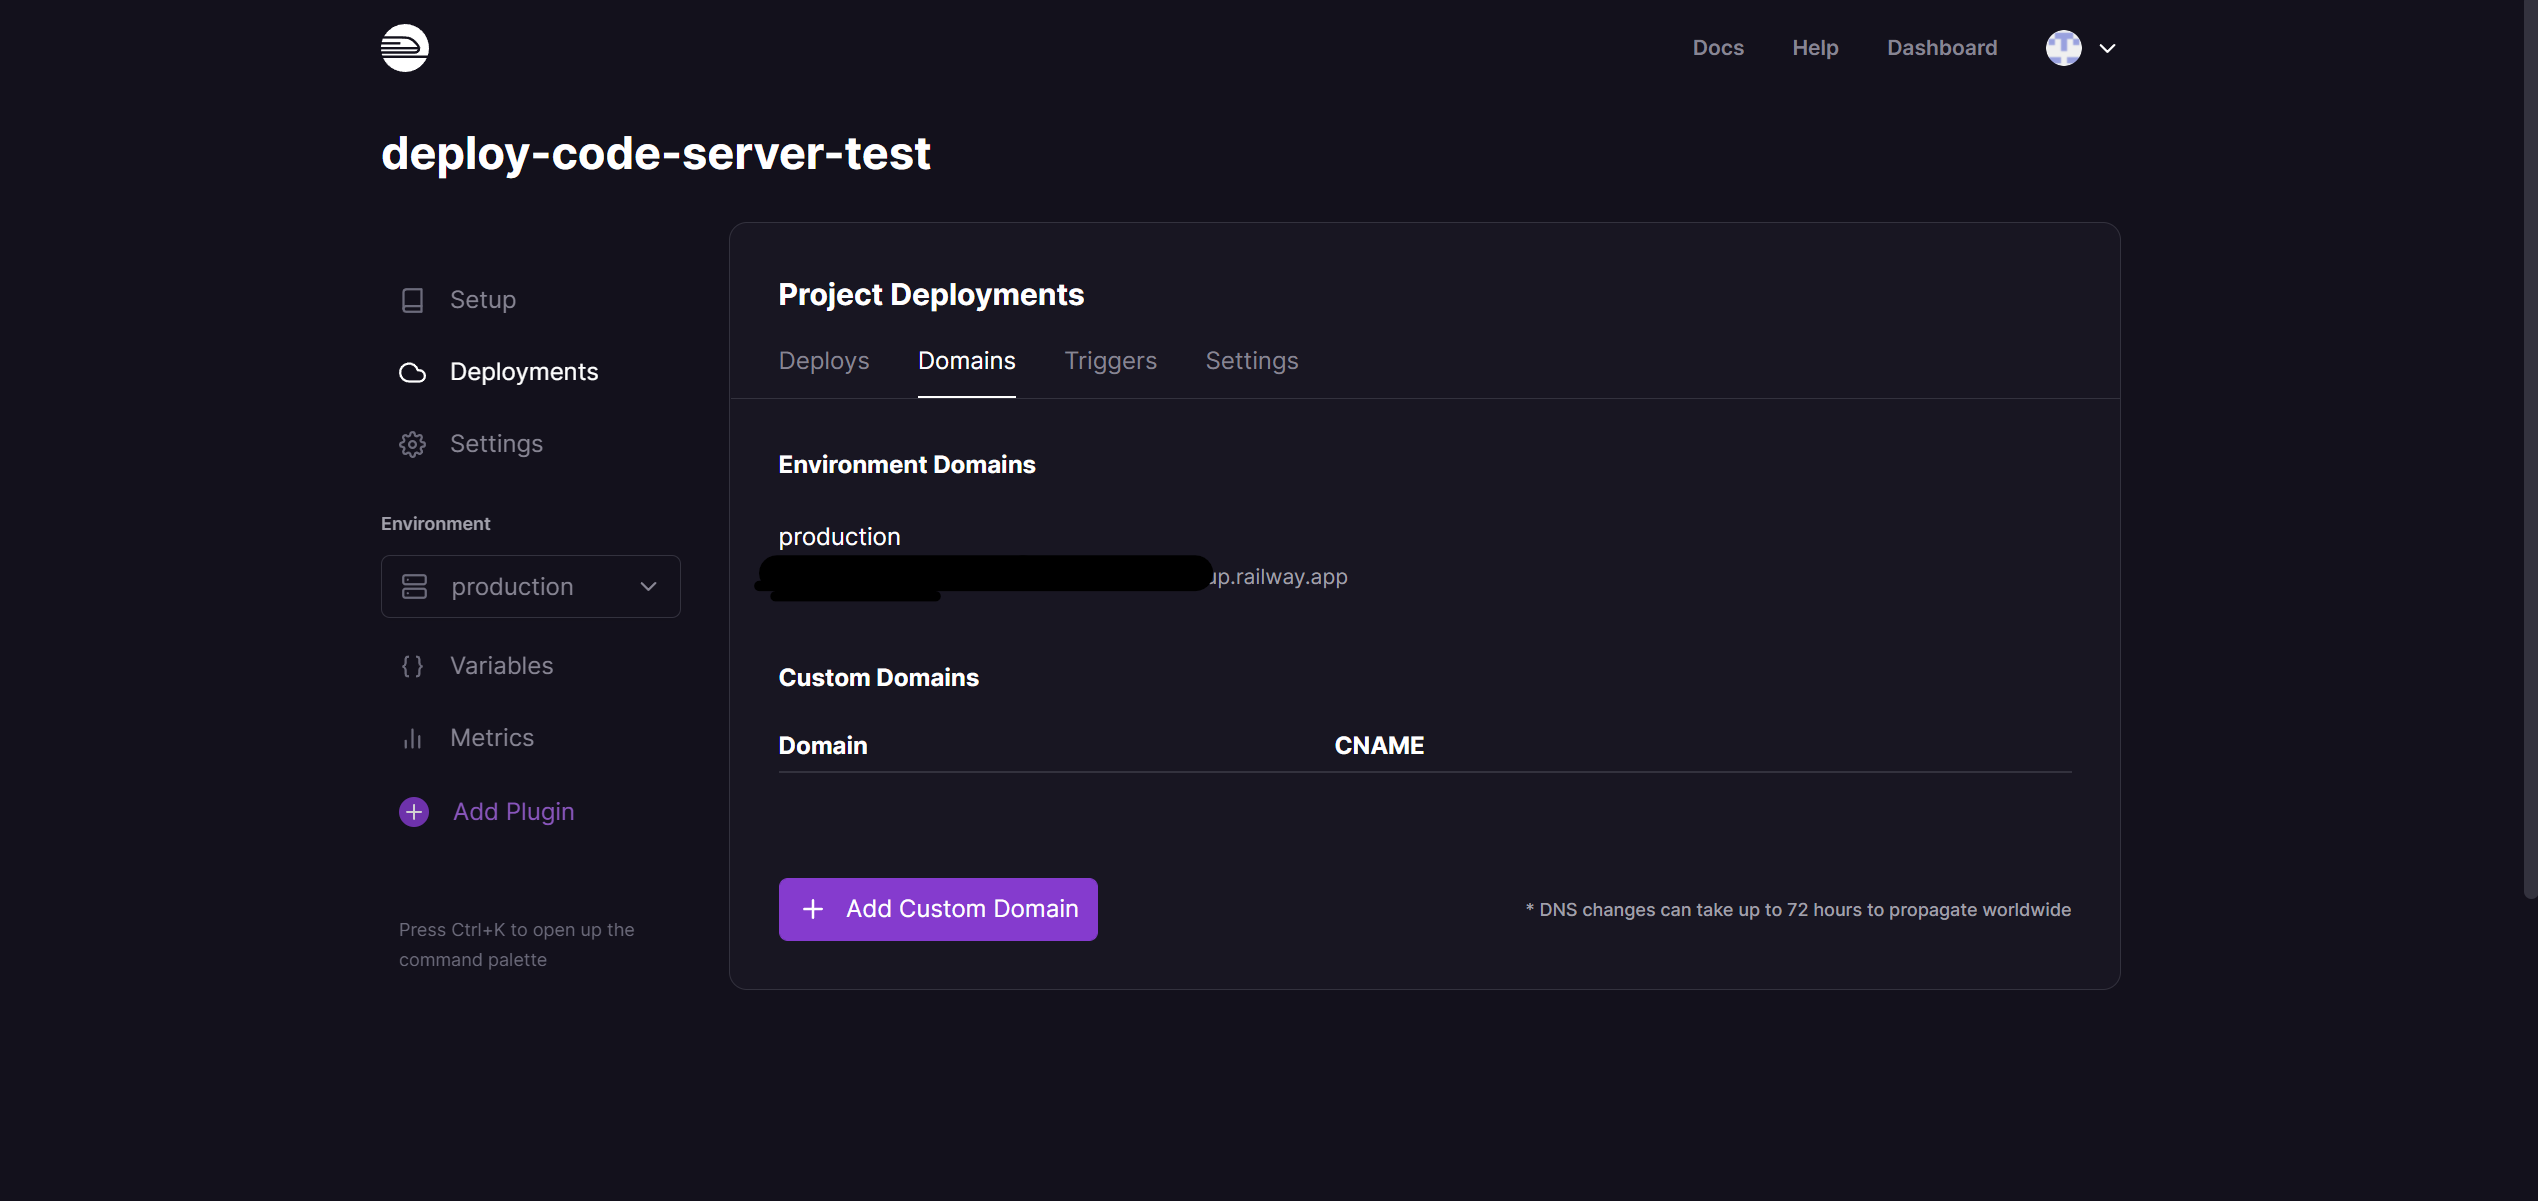 Docs Help Dashboard
deploy-code-server-test
Setup
Deployments
Settings
Environment
production
Variables
Metrics
Add Plugin
Press Ctrl+K to open up the
command palette
Project Deployments
Deploys Domains Triggers Settings
Environment Domains
production
up.railway.app
Custom Domains
Domain CNAME
Add Custom Domain
* DNS changes can take up to 72 hours to propagate worldwide